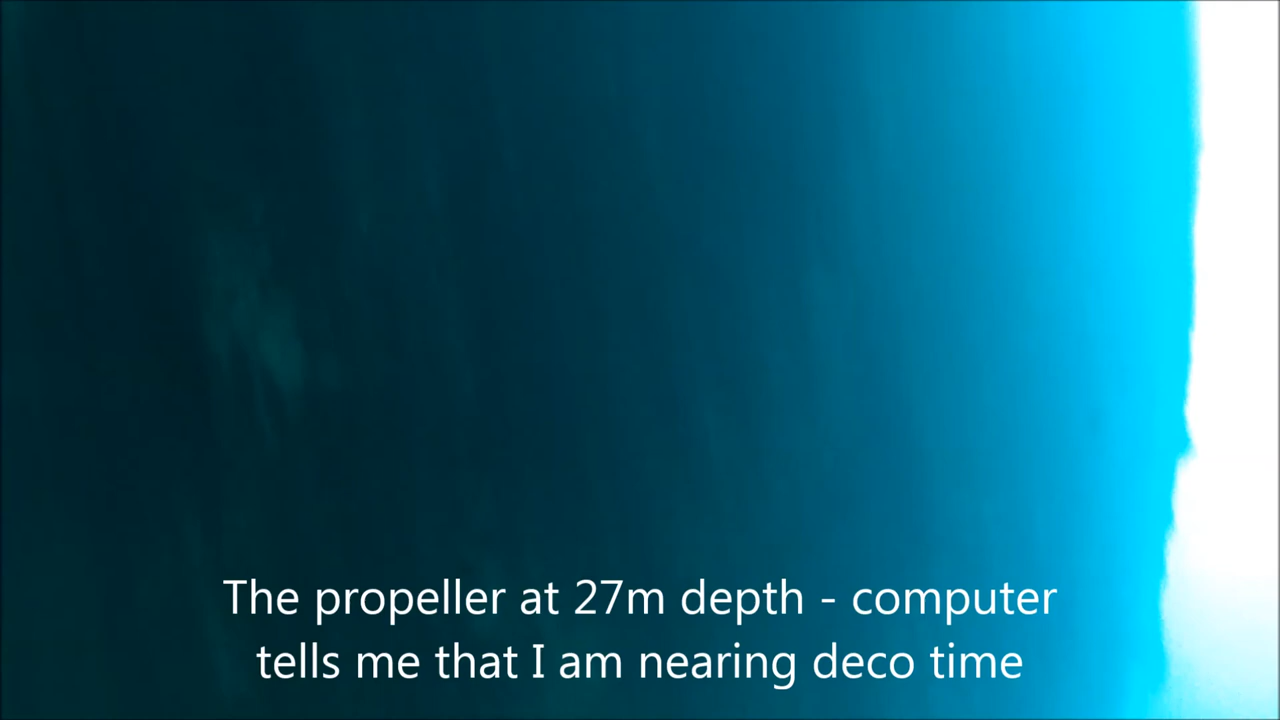 The propeller at 27m depth - computer
tells me that I am nearing deco time